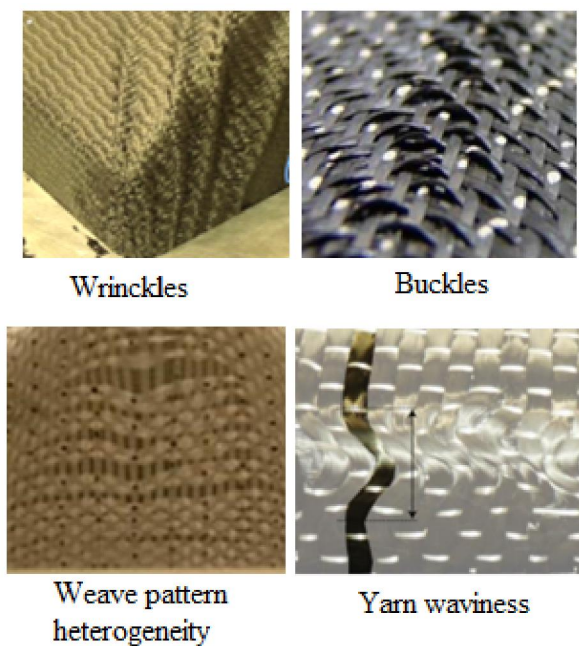 Wrinckles
Buckles
Weave pattern
heterogeneity
Yarn waviness